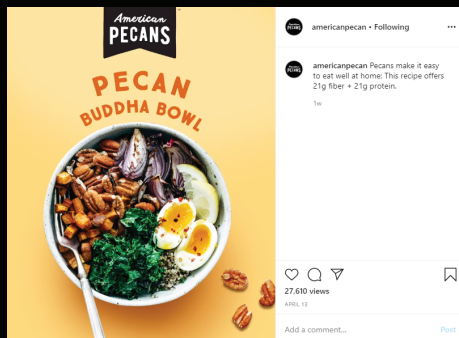 American
PECANS
PECAN
BUDDHA BOWL
americanpecan • Following
americanpecan Pecans make it easy
to eat well at home: This recipe offers
21g fiber + 21g protein.
1w
27,610 views
APRIL 13
Add a comment...
Post